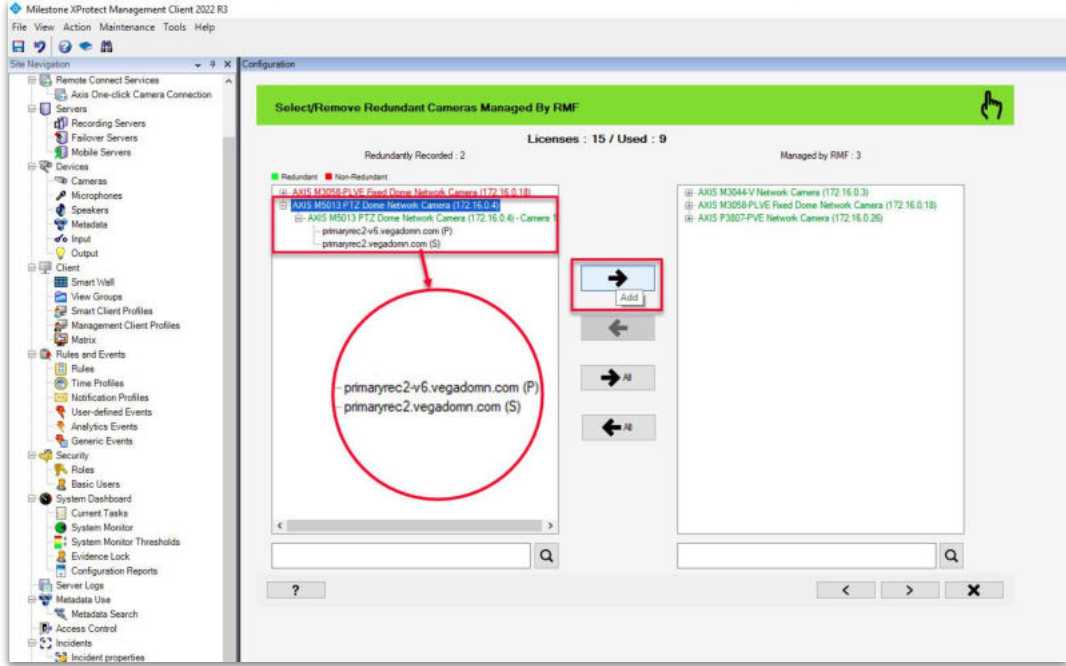 Milestone XProtect Management Client 2022 R3
File View Action Maintenance Tools Help
Site Navigation
Remote Connect Services
Axis One-click Camera Connection
Servers
Recording Servers
Failover Servers
Mobile Servers
Devices
Cameras
Microphones
Speakers
Metadata
Input
Output
Client
Smart Wall
View Groups
Smart Client Profiles
Management Client Profiles
Matrix
Rules and Events
Rules
Time Profiles
Notification Profiles
User-defined Events
Analytics Events
Generic Events
Security
Roles
Basic Users
System Dashboard
Current Tasks
System Monitor
System Monitor Thresholds
Evidence Lock
Configuration Reports
Server Logs
Metadata Use
Metadata Search
Access Control
Incidents
Incident properties
Configuration
Select/Remove Redundant Cameras Managed By RMF
Licenses : 15 / Used : 9
Redundantly Recorded : 2
Managed by RMF : 3
Redundant Non-Redundant
AXIS M3058-PLVE Fixed Dome Network Camera (172.16.0.18)
AXIS M5013 PTZ Dome Network Camera (172.16.0.4)
AXIS M5013 PTZ Dome Network Camera (172.16.0.4) - Camera 1
primaryrec2-v6.vegadomn.com (P)
primaryrec2.vegadomn.com (S)
primaryrec2-v6.vegadomn.com (P)
primaryrec2.vegadomn.com (S)
Add
All
All
AXIS M3044-V Network Camera (172.16.0.3)
AXIS M3058-PLVE Fixed Dome Network Camera (172.16.0.18)
AXIS P3807-PVE Network Camera (172.16.0.26)
?